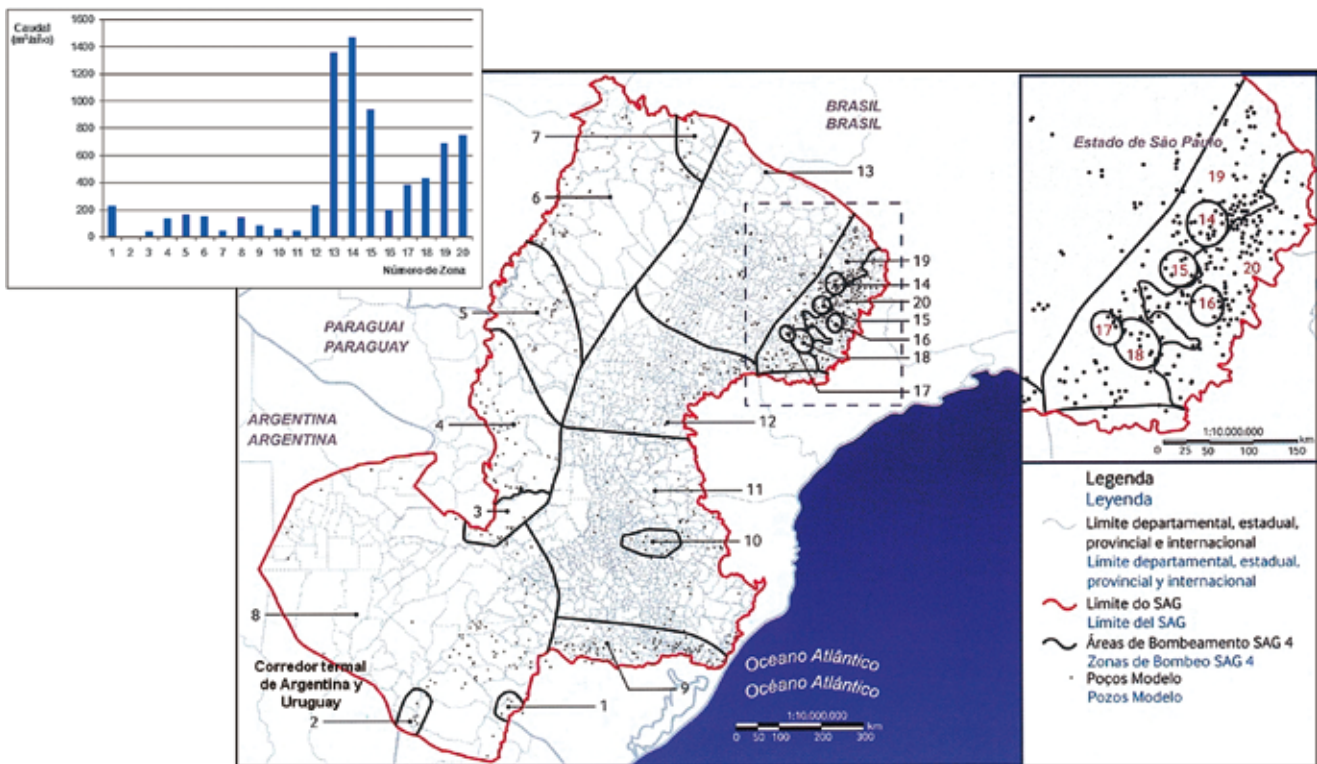 Caudal
(m³/año)
1600
1400
1200
1000
800
600
400
200
0
1 2 3 4 5 6 7 8 9 10 11 12 13 14 15 16 17 18 19 20
Número de Zona
BRASIL
BRASIL
7
13
6
19
14
20
15
16
18
17
5
PARAGUAI
PARAGUAY
ARGENTINA
ARGENTINA
4
12
3
11
10
8
Corredor termal
de Argentina y
Uruguay
2
1
9
Oceano Atlântico
Océano Atlântico
1:10.000.000
0 50 100 200 300 km
Estado de São Paulo
19
14
15
20
16
17
18
1:10.000.000
0 25 50 100 150 km
Legenda
Leyenda
Límite departamental, estadual,
provincial e internacional
Límite departamental, estadual,
provincial y internacional
Límite do SAG
Límite del SAG
Áreas de Bombeamento SAG 4
Zonas de Bombeo SAG 4
Poços Modelo
Pozos Modelo